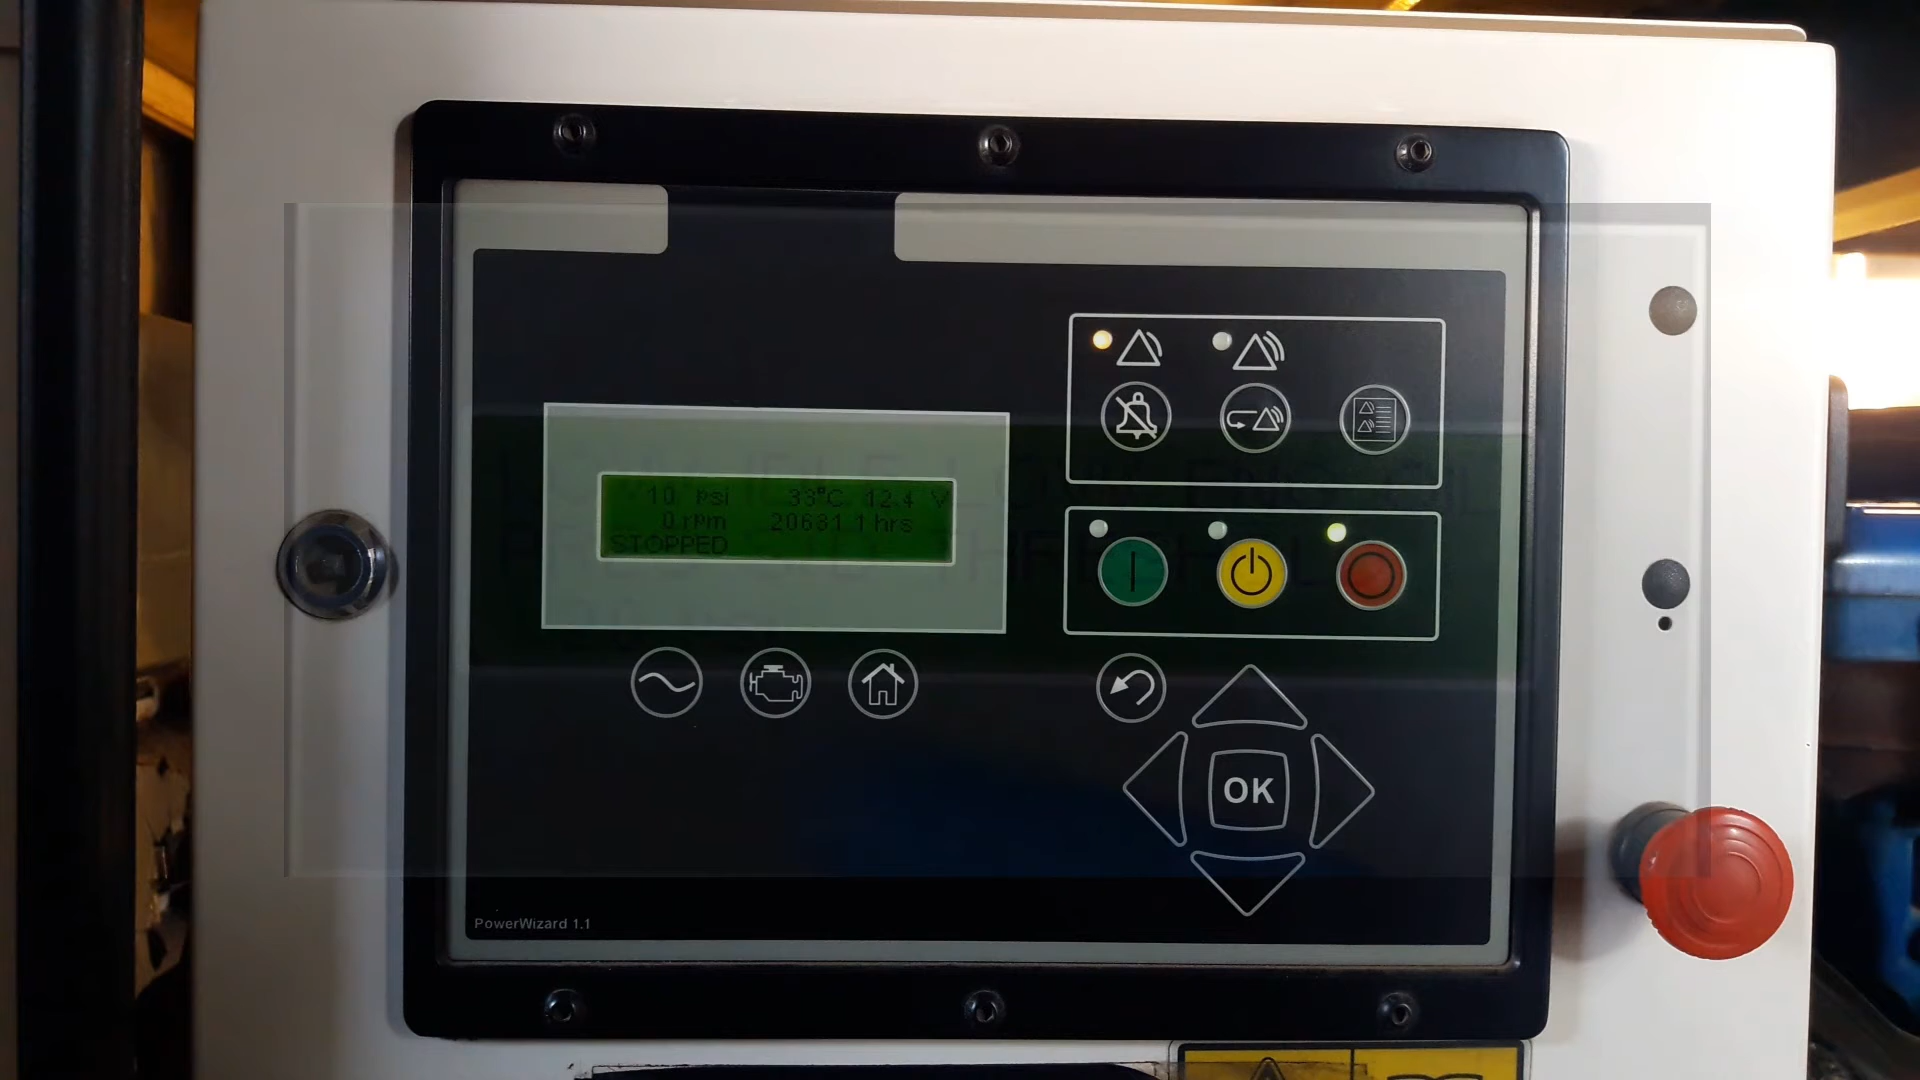 10 psi 33°C 12.4 V
0 rpm 20631.1 hrs
STOPPED
OK
PowerWizard 1.1